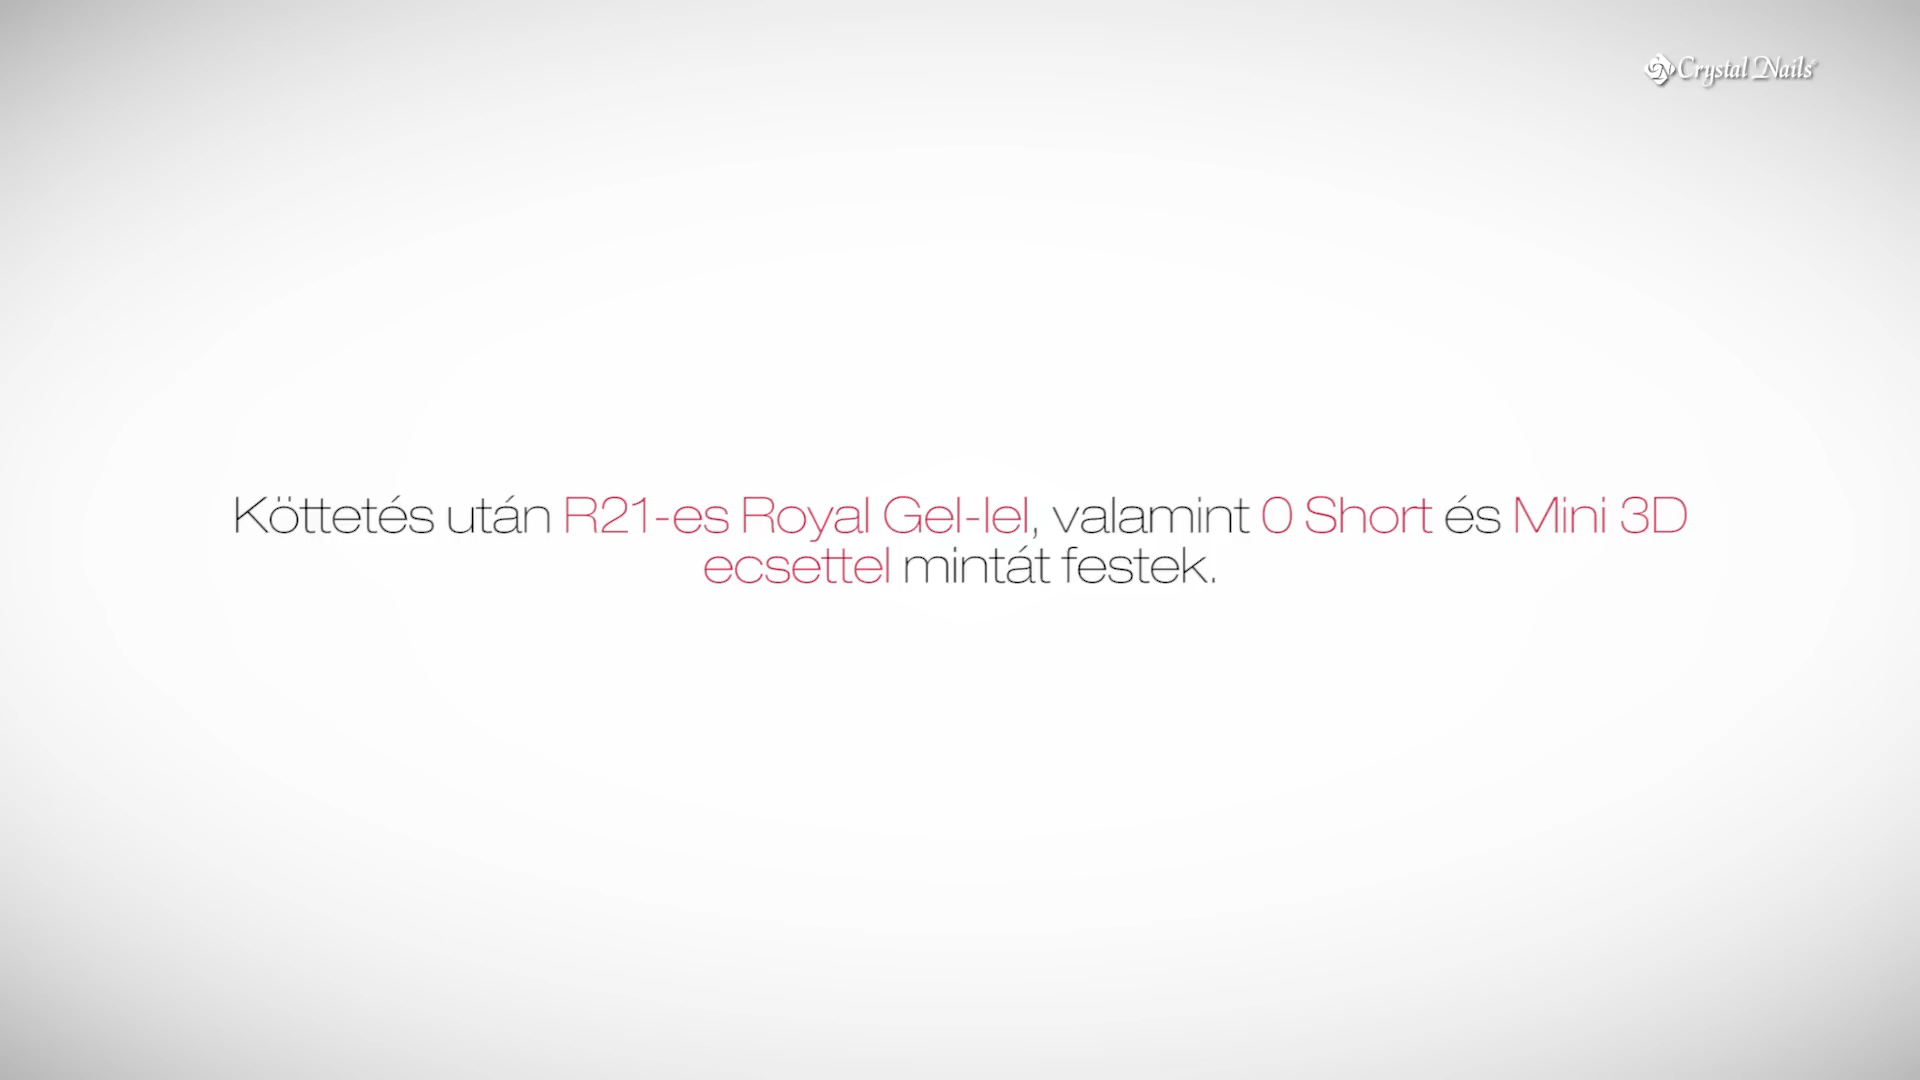 Crystal Nails
Köttetés után R21-es Royal Gel-lel, valamint 0 Short és Mini 3D
ecsettel mintát festek.